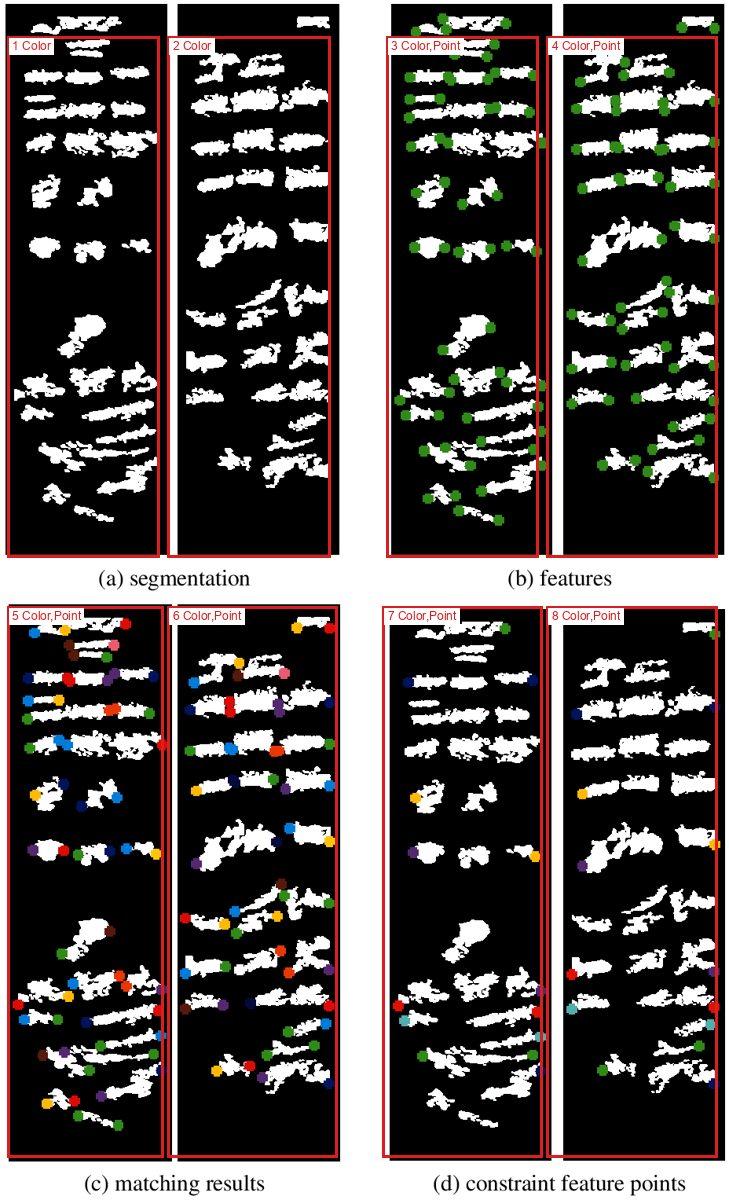 1 Color
2 Color
3 Color,Point
4 Color,Point
(a) segmentation
(b) features
5 Color,Point
6 Color,Point
7 Color,Point
8 Color,Point
(c) matching results
(d) constraint feature points